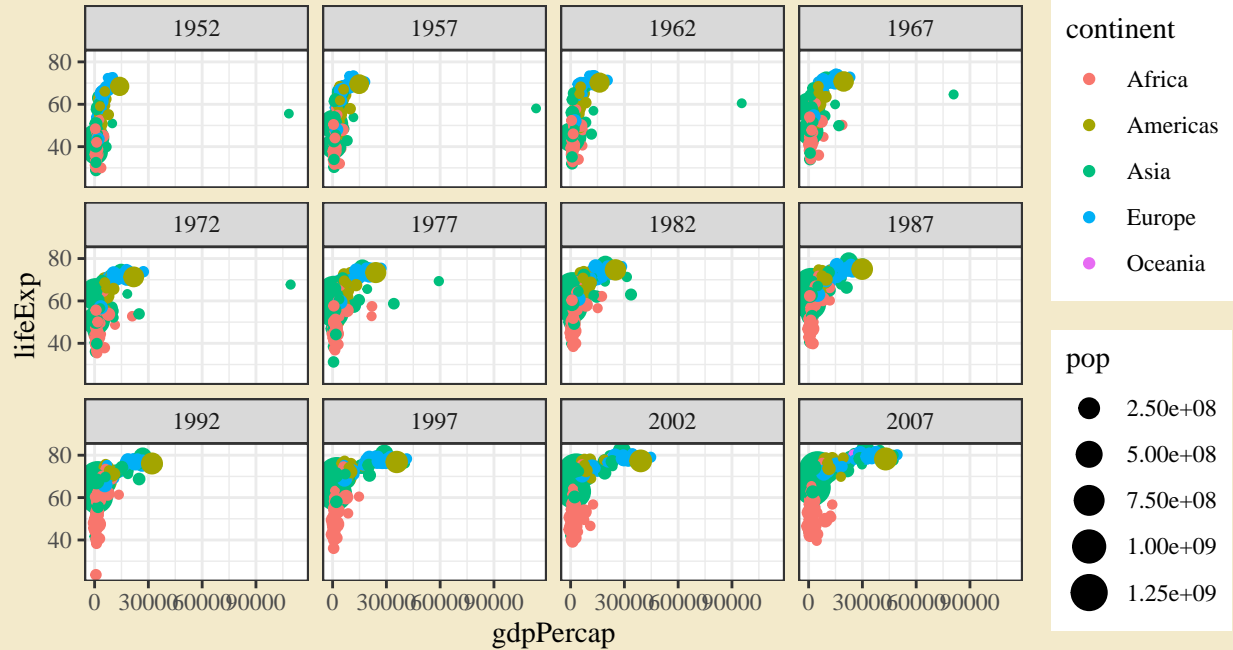 1952 1957 1962 1967
80
60
40
1972 1977 1982 1987
80
60
40
1992 1997 2002 2007
80
60
40
0 30000 60000 90000 0 30000 60000 90000 0 30000 60000 90000 0 30000 60000 90000
gdpPercap
lifeExp
continent
Africa
Americas
Asia
Europe
Oceania
pop
2.50e+08
5.00e+08
7.50e+08
1.00e+09
1.25e+09